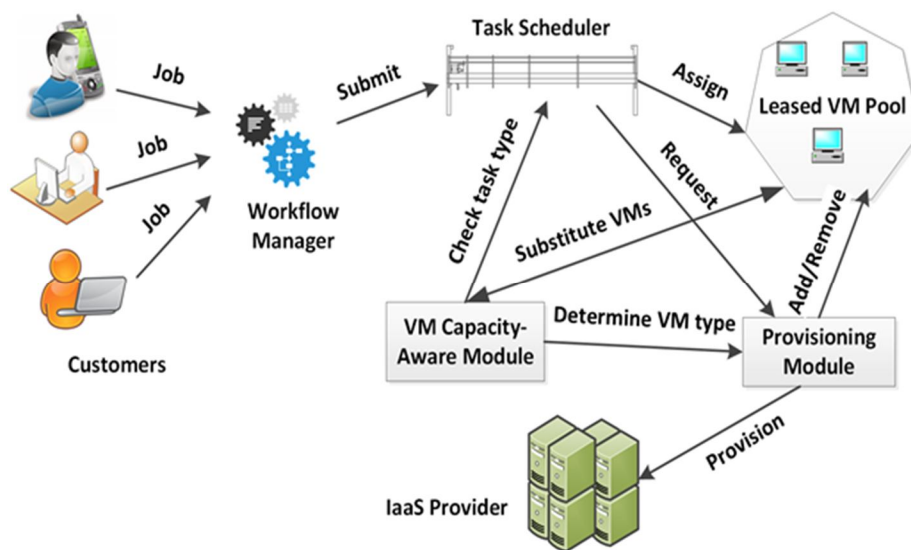 Task Scheduler
Job
Submit
Assign
Leased VM Pool
Job
Workflow
Manager
Job
Customers
Check task type
Request
Substitute VMs
Add/Remove
VM Capacity-
Aware Module
Determine VM type
Provisioning
Module
Provision
IaaS Provider